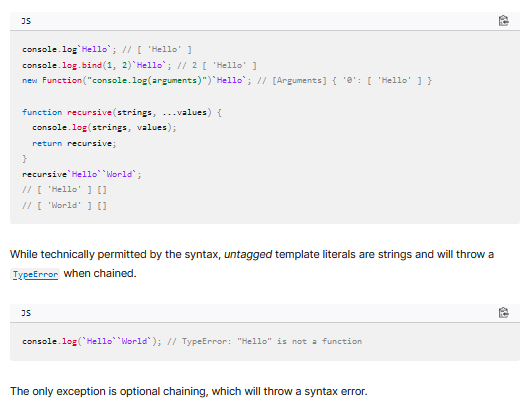 JS
console.log`Hello`; // [ 'Hello' ]
console.log.bind(1, 2)`Hello`; // 2 [ 'Hello' ]
new Function("console.log(arguments)")`Hello`; // [Arguments] { '0': [ 'Hello' ] }
function recursive(strings, ...values) {
console.log(strings, values);
return recursive;
}
recursive`Hello``World`;
// [ 'Hello' ] []
// [ 'World' ] []
While technically permitted by the syntax, untagged template literals are strings and will throw a
TypeError when chained.
JS
console.log(`Hello``World`); // TypeError: "Hello" is not a function
The only exception is optional chaining, which will throw a syntax error.